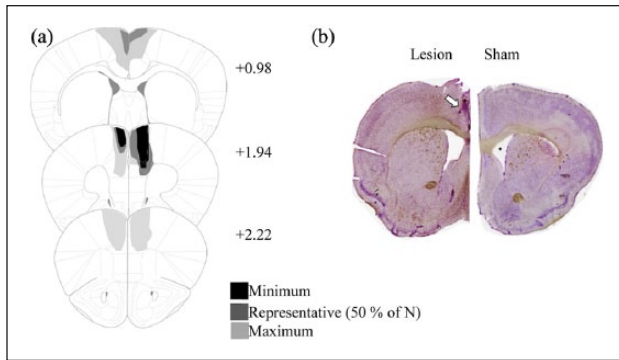 (a)
(b)
Lesion Sham
+0.98
+1.94
+2.22
Minimum
Representative (50 % of N)
Maximum